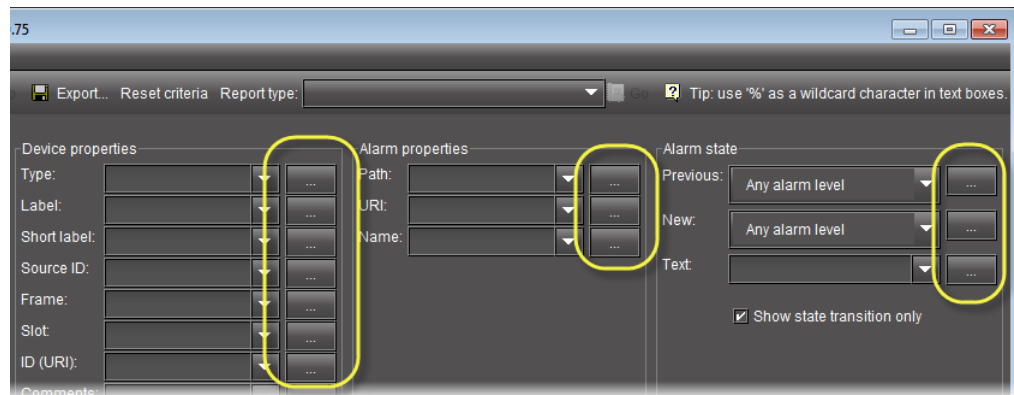 .75
Export... Reset criteria Report type: Go Tip: use '%' as a wildcard character in text boxes.
Device properties
Type: ...
Label: ...
Short label: ...
Source ID: ...
Frame: ...
Slot: ...
ID (URI): ...
Comments:
Alarm properties
Path: ...
URI: ...
Name: ...
Alarm state
Previous: Any alarm level ...
New: Any alarm level ...
Text: ...
Show state transition only